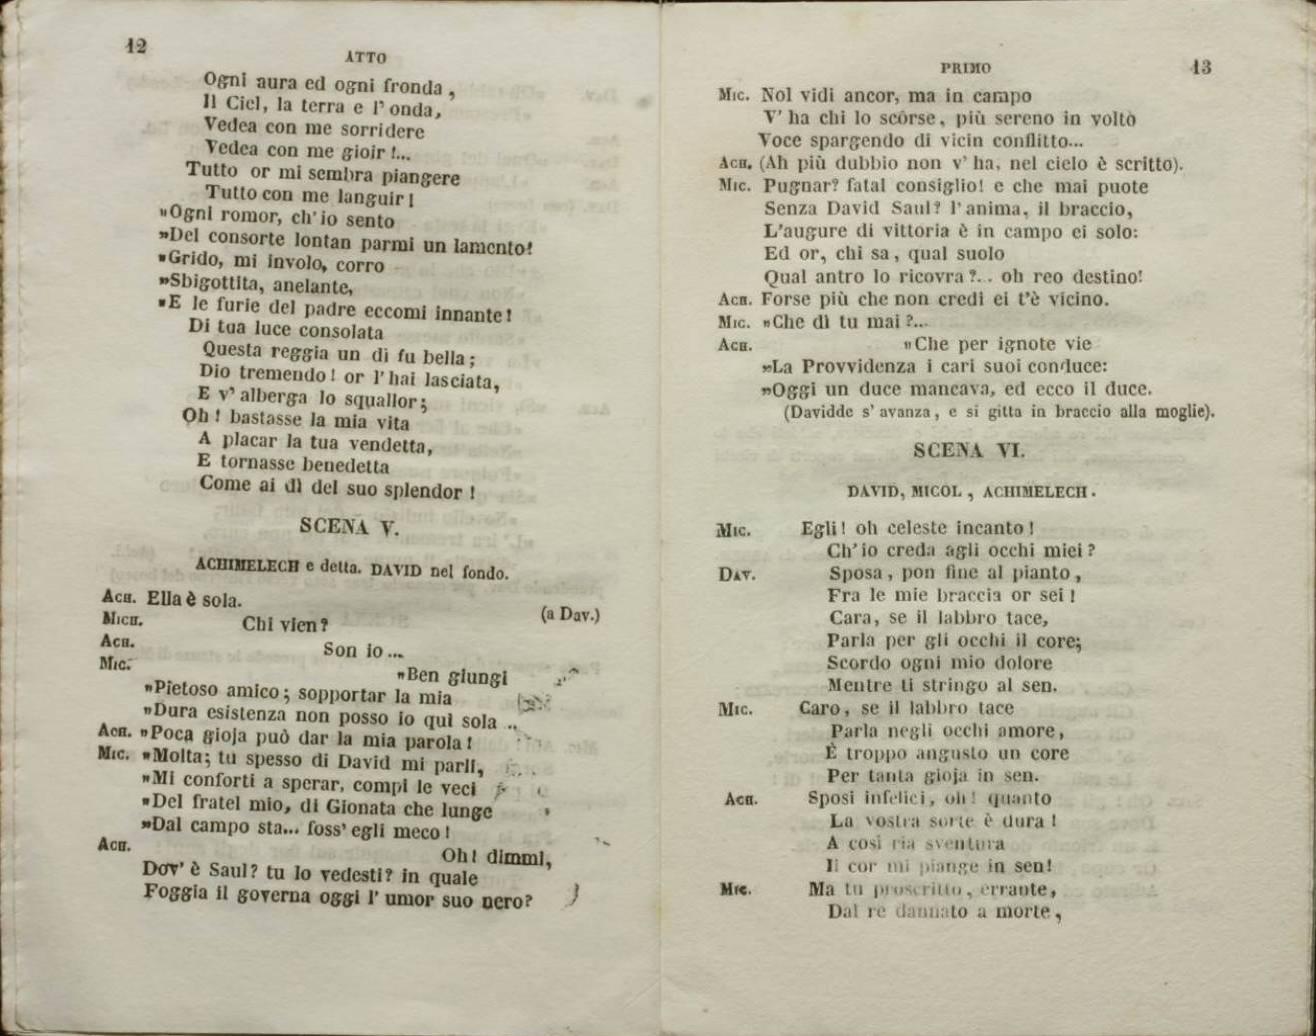 12
ATTO
Ogni aura ed ogni fronda,
Il Ciel, la terra e l'onda,
Vedea con me sorridere
Vedea con me gioir!...
Tutto or mi sembra piangere
Tutto con me languir!
"Ogni romor, ch'io sento
"Del consorte lontan parmi un lamento!
"Grido, mi involo, corro
"Sbigottita, anelante,
"E le furie del padre eccomi innante!
Di tua luce consolata
Questa reggia un dì fu bella;
Dio tremendo! or l'hai lasciata,
E v'alberga lo squallor;
Oh! bastasse la mia vita
A placar la tua vendetta,
E tornasse benedetta
Come ai dì del suo splendor!
SCENA V.
ACHIMELECH e detta. DAVID nel fondo.
ACH. Ella è sola. (a Dav.)
MICH. Chi vien?
ACH. Son io...
MIC. "Ben giungi
"Pietoso amico; sopportar la mia
"Dura esistenza non posso io qui sola ..
ACH. "Poca gioja può dar la mia parola!
MIC. "Molta; tu spesso di David mi parli,
"Mi conforti a sperar, compi le veci
"Del fratel mio, di Gionata che lunge
"Dal campo sta... foss'egli meco!
ACH. Oh! dimmi,
Dov'è Saul? tu lo vedesti? in quale
Foggia il governa oggi l'umor suo nero?
PRIMO
13
MIC. Nol vidi ancor, ma in campo
V'ha chi lo scórse, più sereno in volto
Voce spargendo di vicin conflitto...
ACH. (Ah più dubbio non v'ha, nel cielo è scritto).
MIC. Pugnar? fatal consiglio! e che mai puote
Senza David Saul? l'anima, il braccio,
L'augure di vittoria è in campo ei solo:
Ed or, chi sa, qual suolo
Qual antro lo ricovra?... oh reo destino!
ACH. Forse più che non credi ei t'è vicino.
MIC. "Che dì tu mai?...
ACH. "Che per ignote vie
"La Provvidenza i cari suoi conduce:
"Oggi un duce mancava, ed ecco il duce.
(Davidde s'avanza, e si gitta in braccio alla moglie).
SCENA VI.
DAVID, MICOL, ACHIMELECH.
MIC. Egli! oh celeste incanto!
Ch'io creda agli occhi miei?
DAV. Sposa, pon fine al pianto,
Fra le mie braccia or sei!
Cara, se il labbro tace,
Parla per gli occhi il core;
Scordo ogni mio dolore
Mentre ti stringo al sen.
MIC. Caro, se il labbro tace
Parla negli occhi amore,
È troppo angusto un core
Per tanta gioja in sen.
ACH. Sposi infelici, oh! quanto
La vostra sorte è dura!
A così ria sventura
Il cor mi piange in sen!
MIC. Ma tu proscritto, errante,
Dal re dannato a morte,